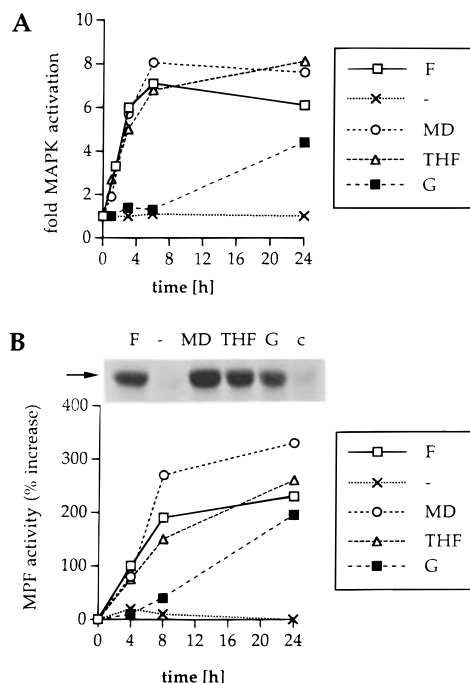 A
fold MAPK activation
10
8
6
4
2
0
0 4 8 12 16 20 24
time [h]
F
-
MD
THF
G
B
F - MD THF G c
MPF activity (% increase)
400
300
200
100
0
0 4 8 12 16 20 24
time [h]
F
-
MD
THF
G